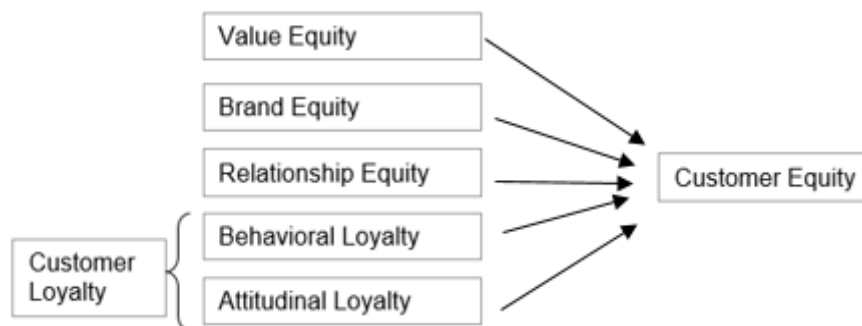 Value Equity
Brand Equity
Relationship Equity
Customer Equity
Behavioral Loyalty
Customer
Loyalty
Attitudinal Loyalty